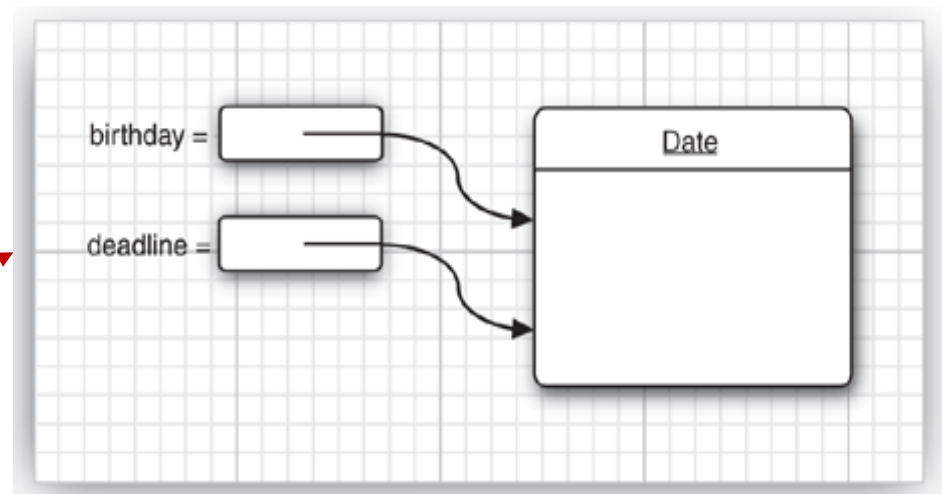 birthday =
Date
deadline =